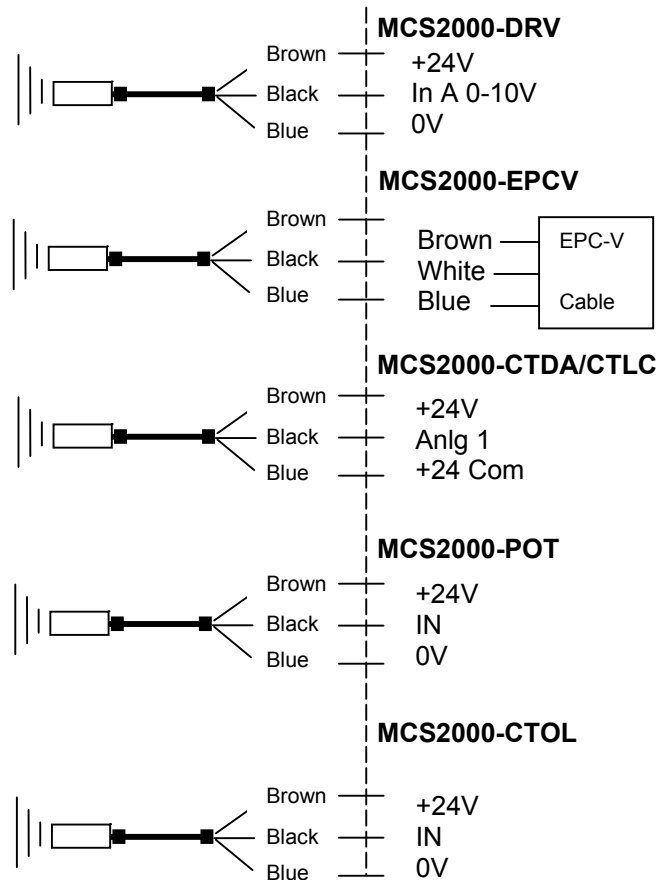 MCS2000-DRV
Brown +24V
Black In A 0-10V
Blue 0V
MCS2000-EPCV
Brown Brown EPC-V
Black White
Blue Blue Cable
MCS2000-CTDA/CTLC
Brown +24V
Black Anlg 1
Blue +24 Com
MCS2000-POT
Brown +24V
Black IN
Blue 0V
MCS2000-CTOL
Brown +24V
Black IN
Blue 0V